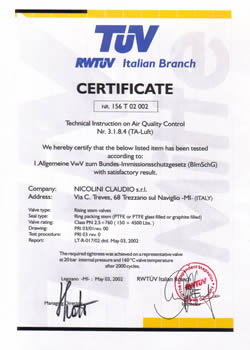 TÜV
RWTÜV Italian Branch
CERTIFICATE
NR. 156 T 02 002
Technical Instruction on Air Quality Control
Nr. 3.1.8.4 (TA-Luft)
We hereby certify that the below listed item has been tested
according to:
1.Allgemeine VwV zum Bundes-Immissionsschutzgesetz (BImSchG)
with satisfactory result.
Company: NICOLINI CLAUDIO s.r.l.
Address: Via C. Treves, 68 Trezzano sul Naviglio -MI- (ITALY)
Valve type: Rising stem valves
Seal type: Ring packing stem (PTFE or PTFE glass filled or graphite filled)
Valve rating: Class PN 2.5÷760 (150 ÷ 4500 Lbs)
Drawing: PRI 03/01/rev. 00
Test procedure: PRI 03 rev. 0
Report: LT-R-017/02 dtd. May 03, 2002
The required tightness was achieved on a representative valve
at 20 bar internal pressure and 160 °C valve temperature
after 2000 cycles.
Legnano -MI- : May 03, 2002 RWTÜV Italian Branch